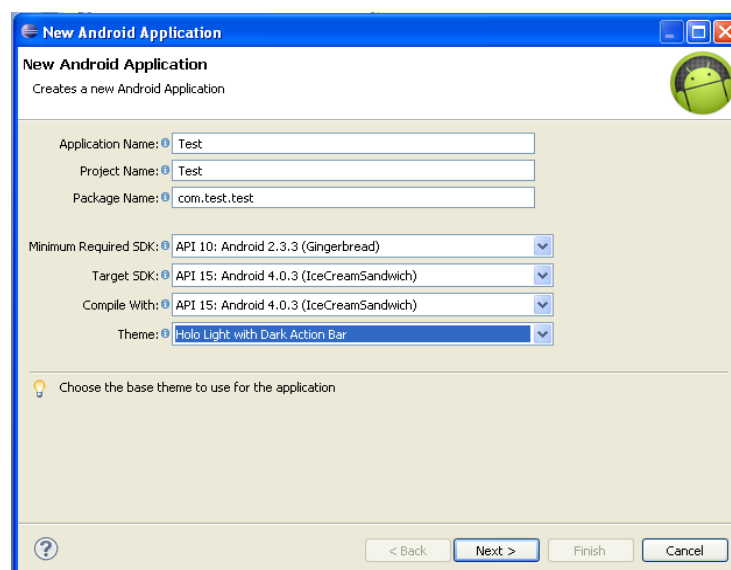 New Android Application
New Android Application
Creates a new Android Application
Application Name: Test
Project Name: Test
Package Name: com.test.test
Minimum Required SDK: API 10: Android 2.3.3 (Gingerbread)
Target SDK: API 15: Android 4.0.3 (IceCreamSandwich)
Compile With: API 15: Android 4.0.3 (IceCreamSandwich)
Theme: Holo Light with Dark Action Bar
Choose the base theme to use for the application
< Back Next > Finish Cancel